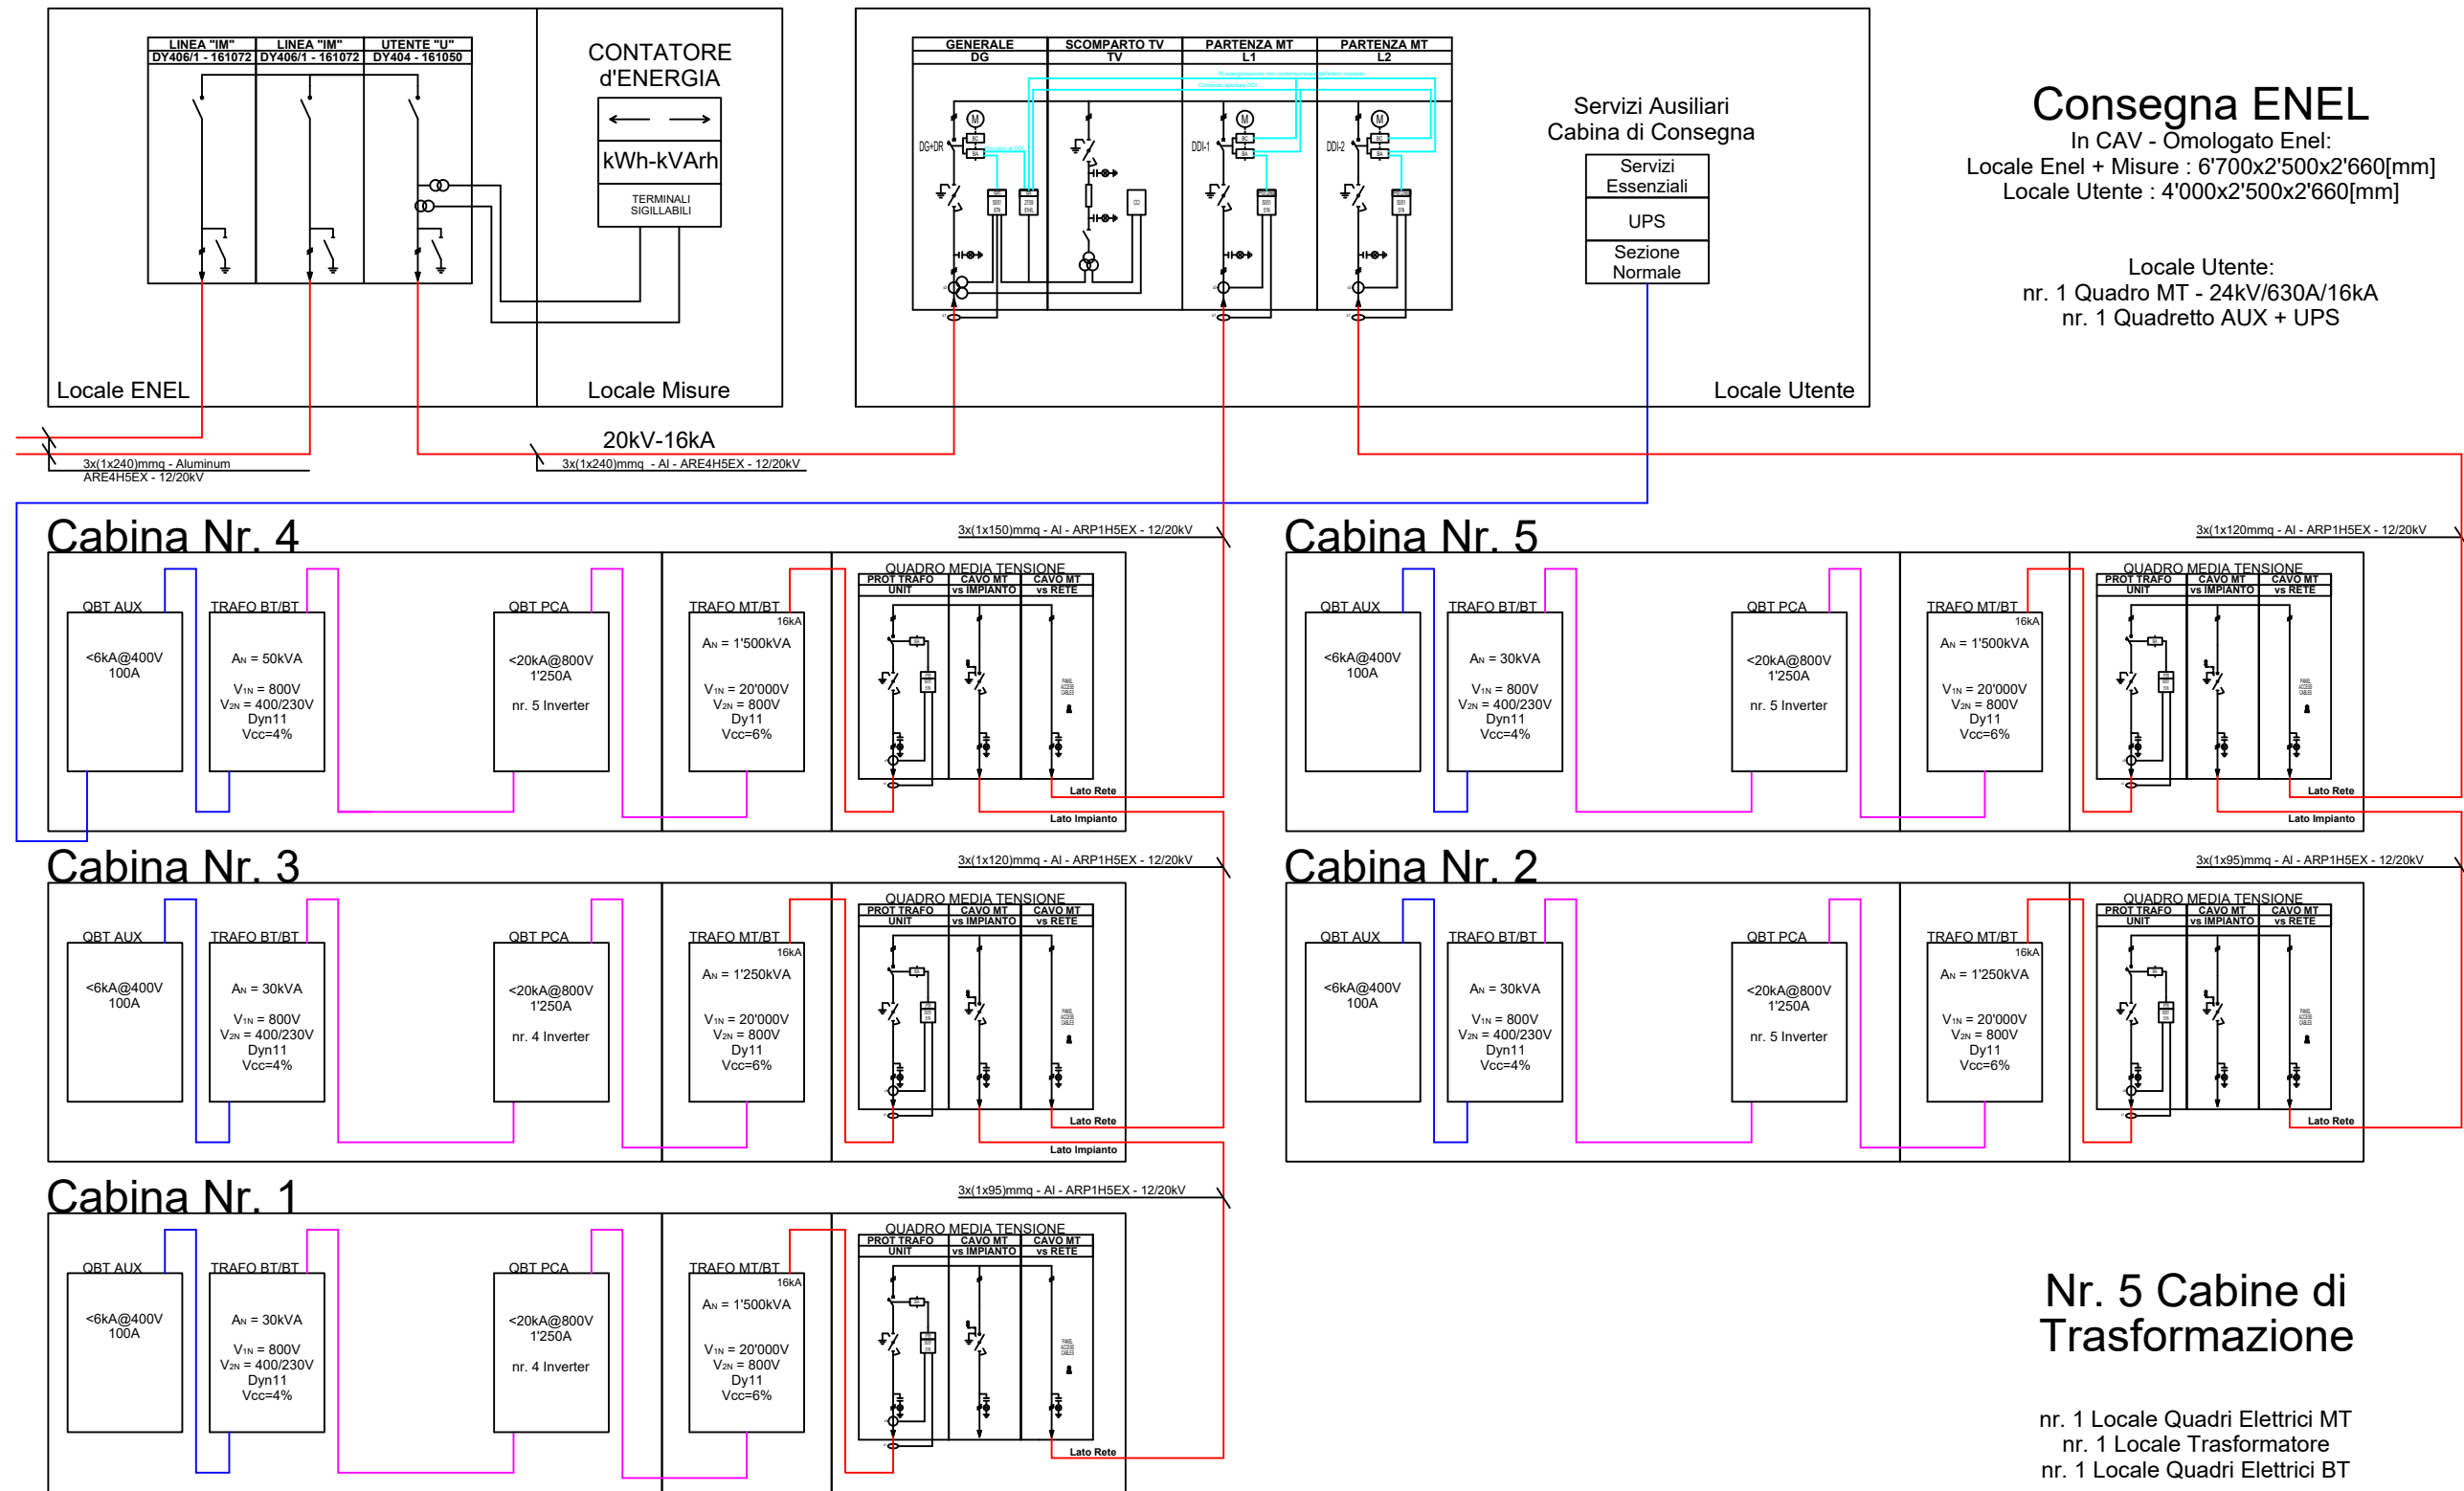 LINEA "IM"
DY406/1 - 161072
LINEA "IM"
DY406/1 - 161072
UTENTE "U"
DY404 - 161050
CONTATORE
d'ENERGIA
kWh-kVArh
TERMINALI
SIGILLABILI
Locale ENEL
Locale Misure
GENERALE
DG
SCOMPARTO TV
TV
PARTENZA MT
L1
PARTENZA MT
L2
DG+DR
M
BC
BA
DDI-1
M
BC
BA
DDI-2
M
BC
BA
Servizi Ausiliari
Cabina di Consegna
Servizi
Essenziali
UPS
Sezione
Normale
Locale Utente
Consegna ENEL
In CAV - Omologato Enel:
Locale Enel + Misure : 6'700x2'500x2'660[mm]
Locale Utente : 4'000x2'500x2'660[mm]
Locale Utente:
nr. 1 Quadro MT - 24kV/630A/16kA
nr. 1 Quadretto AUX + UPS
3x(1x240)mmq - Aluminum
ARE4H5EX - 12/20kV
20kV-16kA
3x(1x240)mmq - Al - ARE4H5EX - 12/20kV
Cabina Nr. 4
3x(1x150)mmq - Al - ARP1H5EX - 12/20kV
QBT AUX
<6kA@400V
100A
TRAFO BT/BT
AN = 50kVA
V1N = 800V
V2N = 400/230V
Dyn11
Vcc=4%
QBT PCA
<20kA@800V
1'250A
nr. 5 Inverter
TRAFO MT/BT
16kA
AN = 1'500kVA
V1N = 20'000V
V2N = 800V
Dy11
Vcc=6%
QUADRO MEDIA TENSIONE
PROT TRAFO
UNIT
CAVO MT
vs IMPIANTO
CAVO MT
vs RETE
PANEL
ACCESS
CABLES
Lato Rete
Lato Impianto
Cabina Nr. 5
3x(1x120mmq - Al - ARP1H5EX - 12/20kV
QBT AUX
<6kA@400V
100A
TRAFO BT/BT
AN = 30kVA
V1N = 800V
V2N = 400/230V
Dyn11
Vcc=4%
QBT PCA
<20kA@800V
1'250A
nr. 5 Inverter
TRAFO MT/BT
16kA
AN = 1'500kVA
V1N = 20'000V
V2N = 800V
Dy11
Vcc=6%
QUADRO MEDIA TENSIONE
PROT TRAFO
UNIT
CAVO MT
vs IMPIANTO
CAVO MT
vs RETE
PANEL
ACCESS
CABLES
Lato Rete
Lato Impianto
Cabina Nr. 3
3x(1x120)mmq - Al - ARP1H5EX - 12/20kV
QBT AUX
<6kA@400V
100A
TRAFO BT/BT
AN = 30kVA
V1N = 800V
V2N = 400/230V
Dyn11
Vcc=4%
QBT PCA
<20kA@800V
1'250A
nr. 4 Inverter
TRAFO MT/BT
16kA
AN = 1'250kVA
V1N = 20'000V
V2N = 800V
Dy11
Vcc=6%
QUADRO MEDIA TENSIONE
PROT TRAFO
UNIT
CAVO MT
vs IMPIANTO
CAVO MT
vs RETE
PANEL
ACCESS
CABLES
Lato Rete
Lato Impianto
Cabina Nr. 2
3x(1x95)mmq - Al - ARP1H5EX - 12/20kV
QBT AUX
<6kA@400V
100A
TRAFO BT/BT
AN = 30kVA
V1N = 800V
V2N = 400/230V
Dyn11
Vcc=4%
QBT PCA
<20kA@800V
1'250A
nr. 5 Inverter
TRAFO MT/BT
16kA
AN = 1'250kVA
V1N = 20'000V
V2N = 800V
Dy11
Vcc=6%
QUADRO MEDIA TENSIONE
PROT TRAFO
UNIT
CAVO MT
vs IMPIANTO
CAVO MT
vs RETE
PANEL
ACCESS
CABLES
Lato Rete
Cabina Nr. 1
3x(1x95)mmq - Al - ARP1H5EX - 12/20kV
QBT AUX
<6kA@400V
100A
TRAFO BT/BT
AN = 30kVA
V1N = 800V
V2N = 400/230V
Dyn11
Vcc=4%
QBT PCA
<20kA@800V
1'250A
nr. 4 Inverter
TRAFO MT/BT
16kA
AN = 1'500kVA
V1N = 20'000V
V2N = 800V
Dy11
Vcc=6%
QUADRO MEDIA TENSIONE
PROT TRAFO
UNIT
CAVO MT
vs IMPIANTO
CAVO MT
vs RETE
PANEL
ACCESS
CABLES
Lato Rete
Nr. 5 Cabine di
Trasformazione
nr. 1 Locale Quadri Elettrici MT
nr. 1 Locale Trasformatore
nr. 1 Locale Quadri Elettrici BT